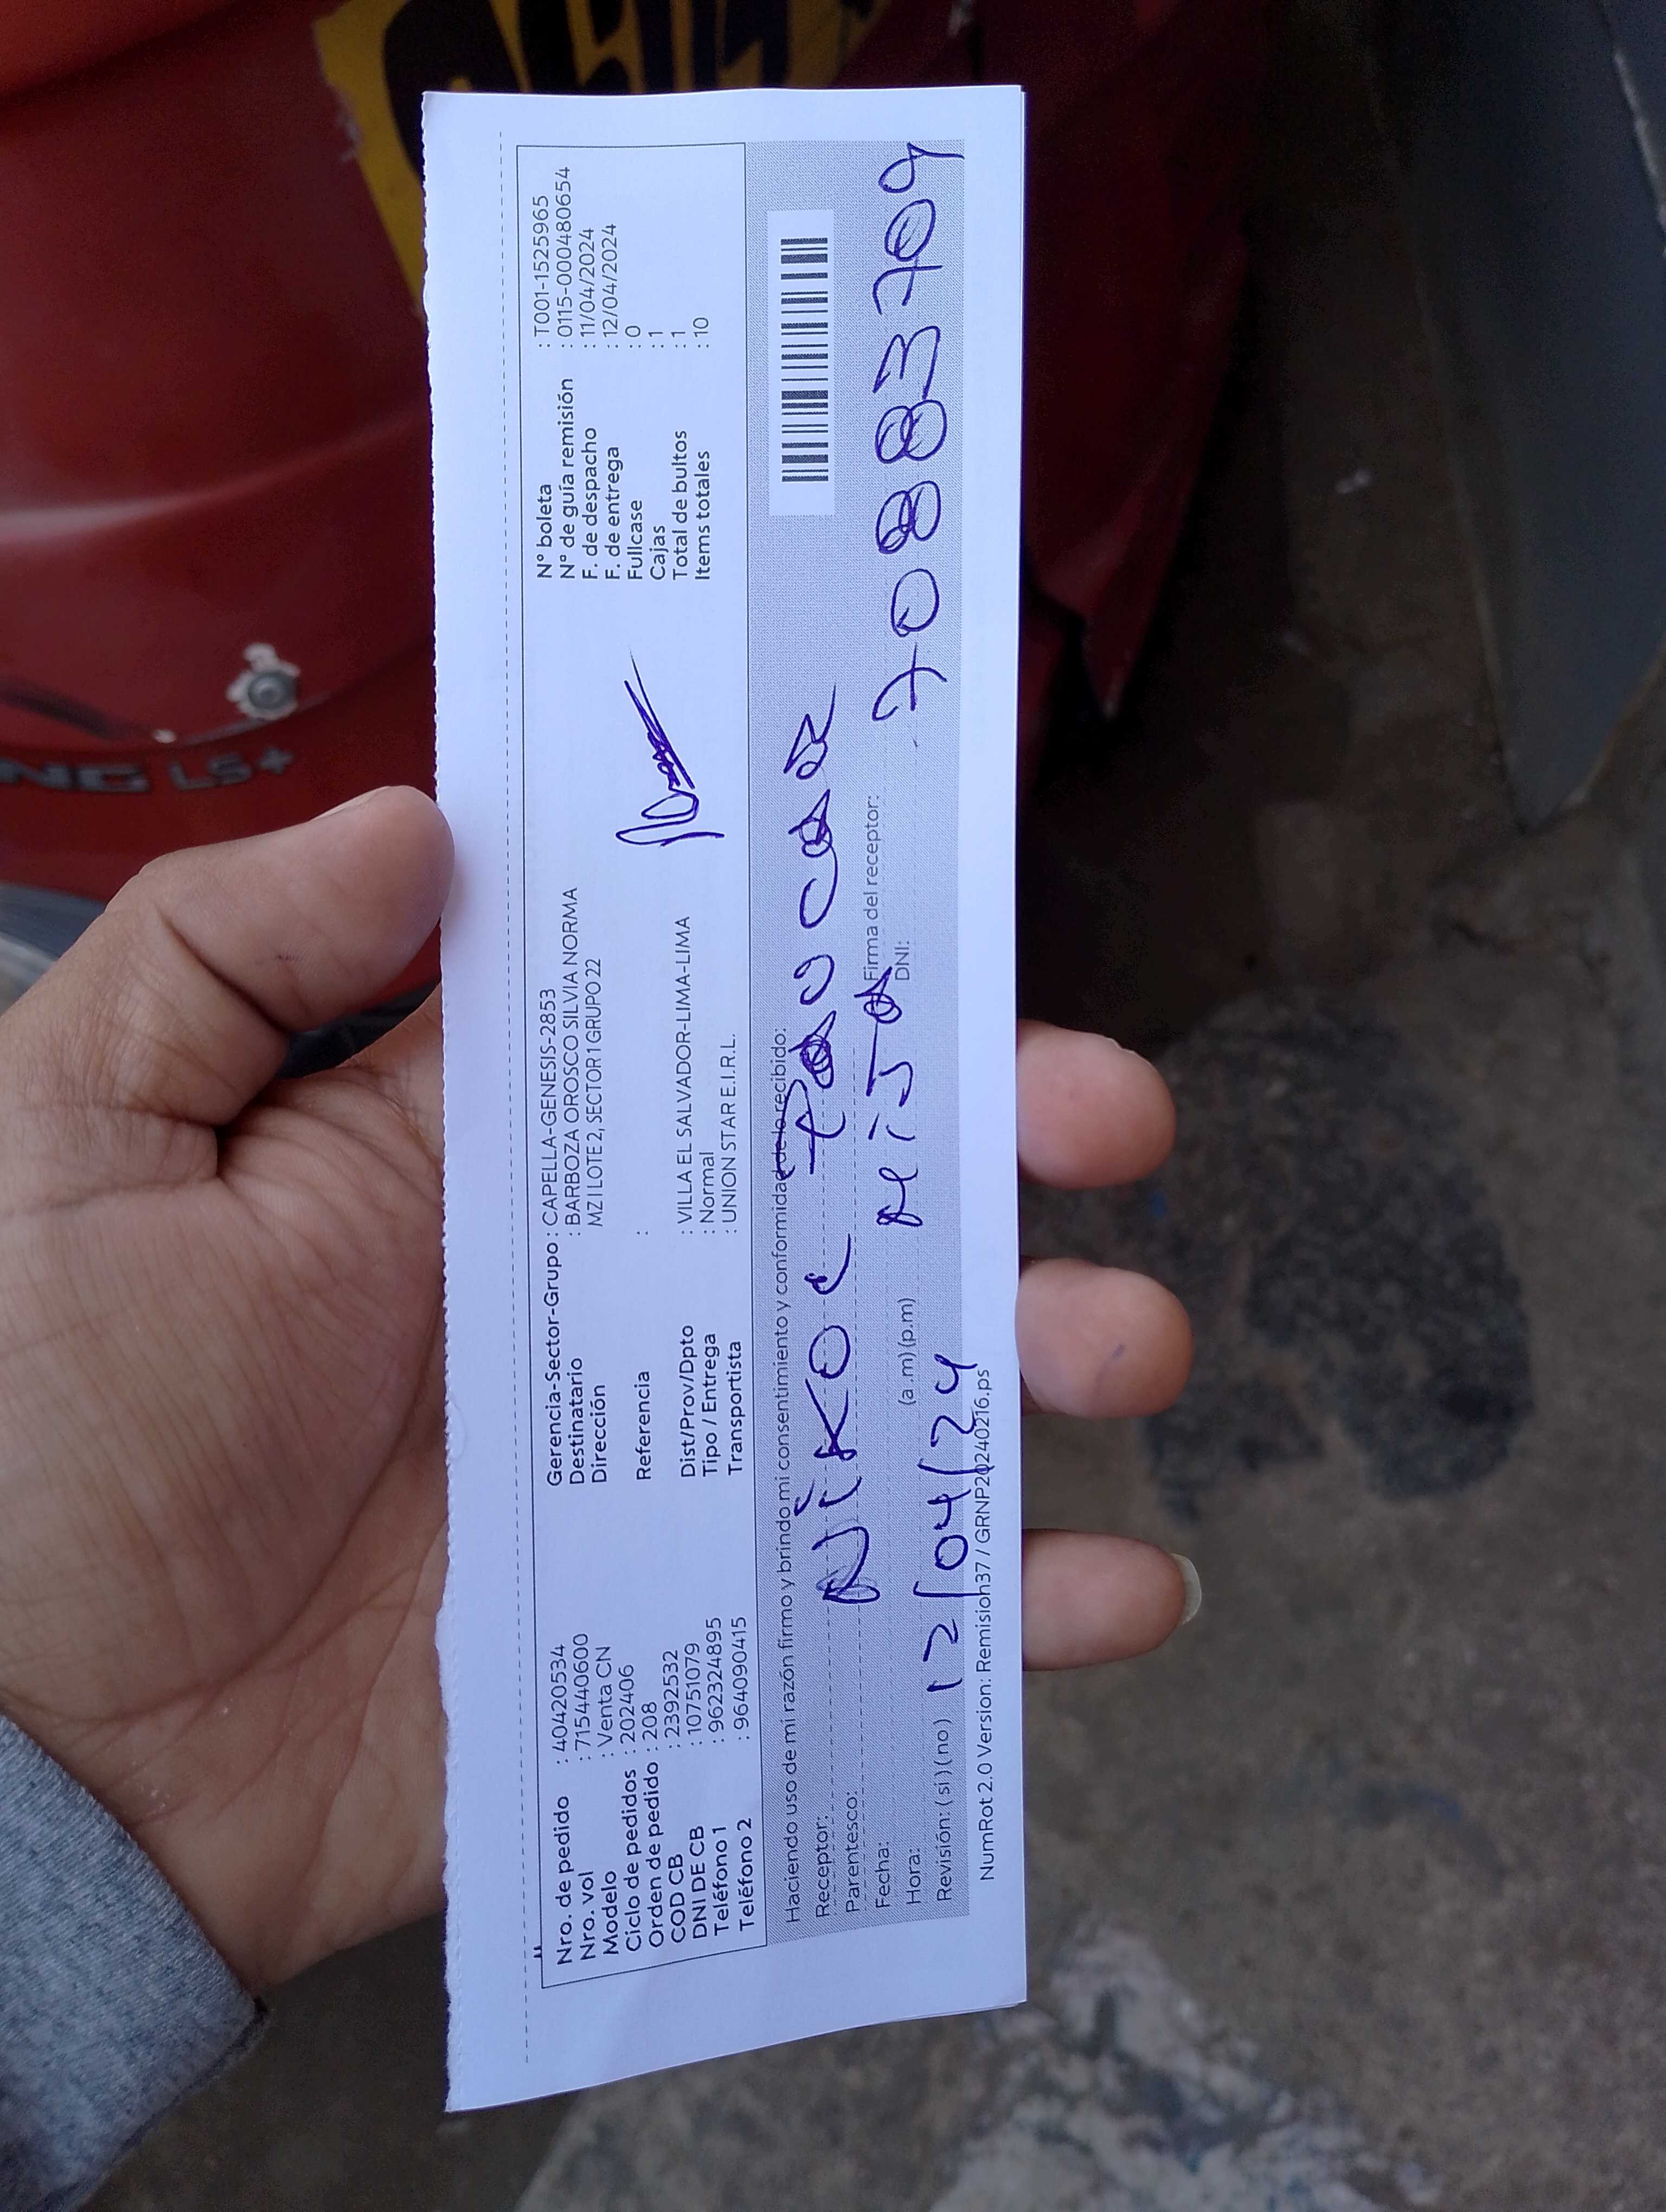 NG LS+
Nro. de pedido : 40420534
Nro. vol : 715440600
Modelo : Venta CN
Ciclo de pedidos : 202406
Orden de pedido : 208
COD CB : 2392532
DNI DE CB : 10751079
Teléfono 1 : 962324895
Teléfono 2 : 964090415
Gerencia-Sector-Grupo : CAPELLA-GENESIS-2853
Destinatario : BARBOZA OROSCO SILVIA NORMA
Dirección MZ I LOTE 2, SECTOR 1 GRUPO 22
Referencia :
Dist/Prov/Dpto : VILLA EL SALVADOR-LIMA-LIMA
Tipo / Entrega : Normal
Transportista : UNION STAR E.I.R.L.
N° boleta : T001-1525965
N° de guía remisión : 0115-0000480654
F. de despacho : 11/04/2024
F. de entrega : 12/04/2024
Fullcase : 0
Cajas : 1
Total de bultos : 1
Items totales : 10
Haciendo uso de mi razón firmo y brindo mi consentimiento y conformidad de lo recibido:
Receptor:
Parentesco:
Fecha: Firma del receptor:
Hora: (a .m) (p.m) DNI: 70883709
Revisión: ( si ) ( no ) 12/04/24
NumRot 2.0 Version: Remision37 / GRNP20240216.ps